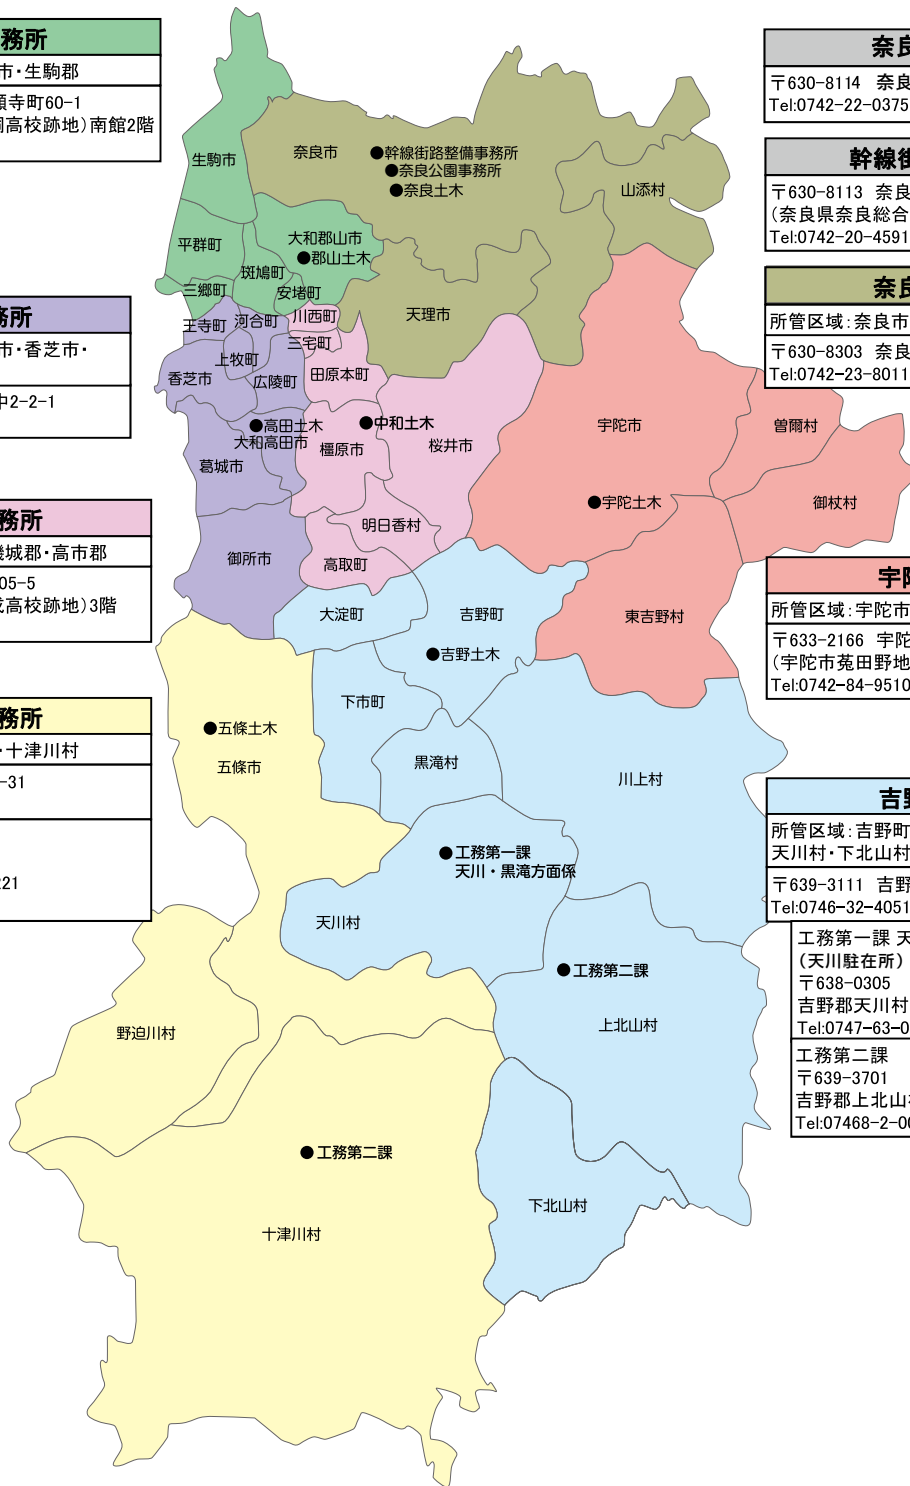 務所
市・生駒郡
願寺町60-1
高校跡地)南館2階
務所
市・香芝市・
中2-2-1
務所
磯城郡・高市郡
05-5
高校跡地)3階
務所
・十津川村
-31
221
生駒市
平群町
三郷町
斑鳩町
安堵町
大和郡山市
●郡山土木
奈良市
●幹線街路整備事務所
●奈良公園事務所
●奈良土木
山添村
天理市
王寺町
河合町
上牧町
香芝市
広陵町
●高田土木
大和高田市
葛城市
御所市
川西町
三宅町
田原本町
●中和土木
橿原市
桜井市
明日香村
高取町
宇陀市
●宇陀土木
曽爾村
御杖村
東吉野村
大淀町
吉野町
●吉野土木
下市町
黒滝村
川上村
●工務第一課
天川・黒滝方面係
天川村
●工務第二課
上北山村
下北山村
●五條土木
五條市
野迫川村
●工務第二課
十津川村
奈良
〒630-8114 奈良
Tel:0742-22-0375
幹線街
〒630-8113 奈良
(奈良県奈良総合
Tel:0742-20-4591
奈良
所管区域:奈良市
〒630-8303 奈良
Tel:0742-23-8011
宇陀
所管区域:宇陀市
〒633-2166 宇陀
(宇陀市菟田野地
Tel:0742-84-9510
吉野
所管区域:吉野町
天川村・下北山村
〒639-3111 吉野
Tel:0746-32-4051
工務第一課 天
(天川駐在所)
〒638-0305
吉野郡天川村
Tel:0747-63-0
工務第二課
〒639-3701
吉野郡上北山村
Tel:07468-2-00